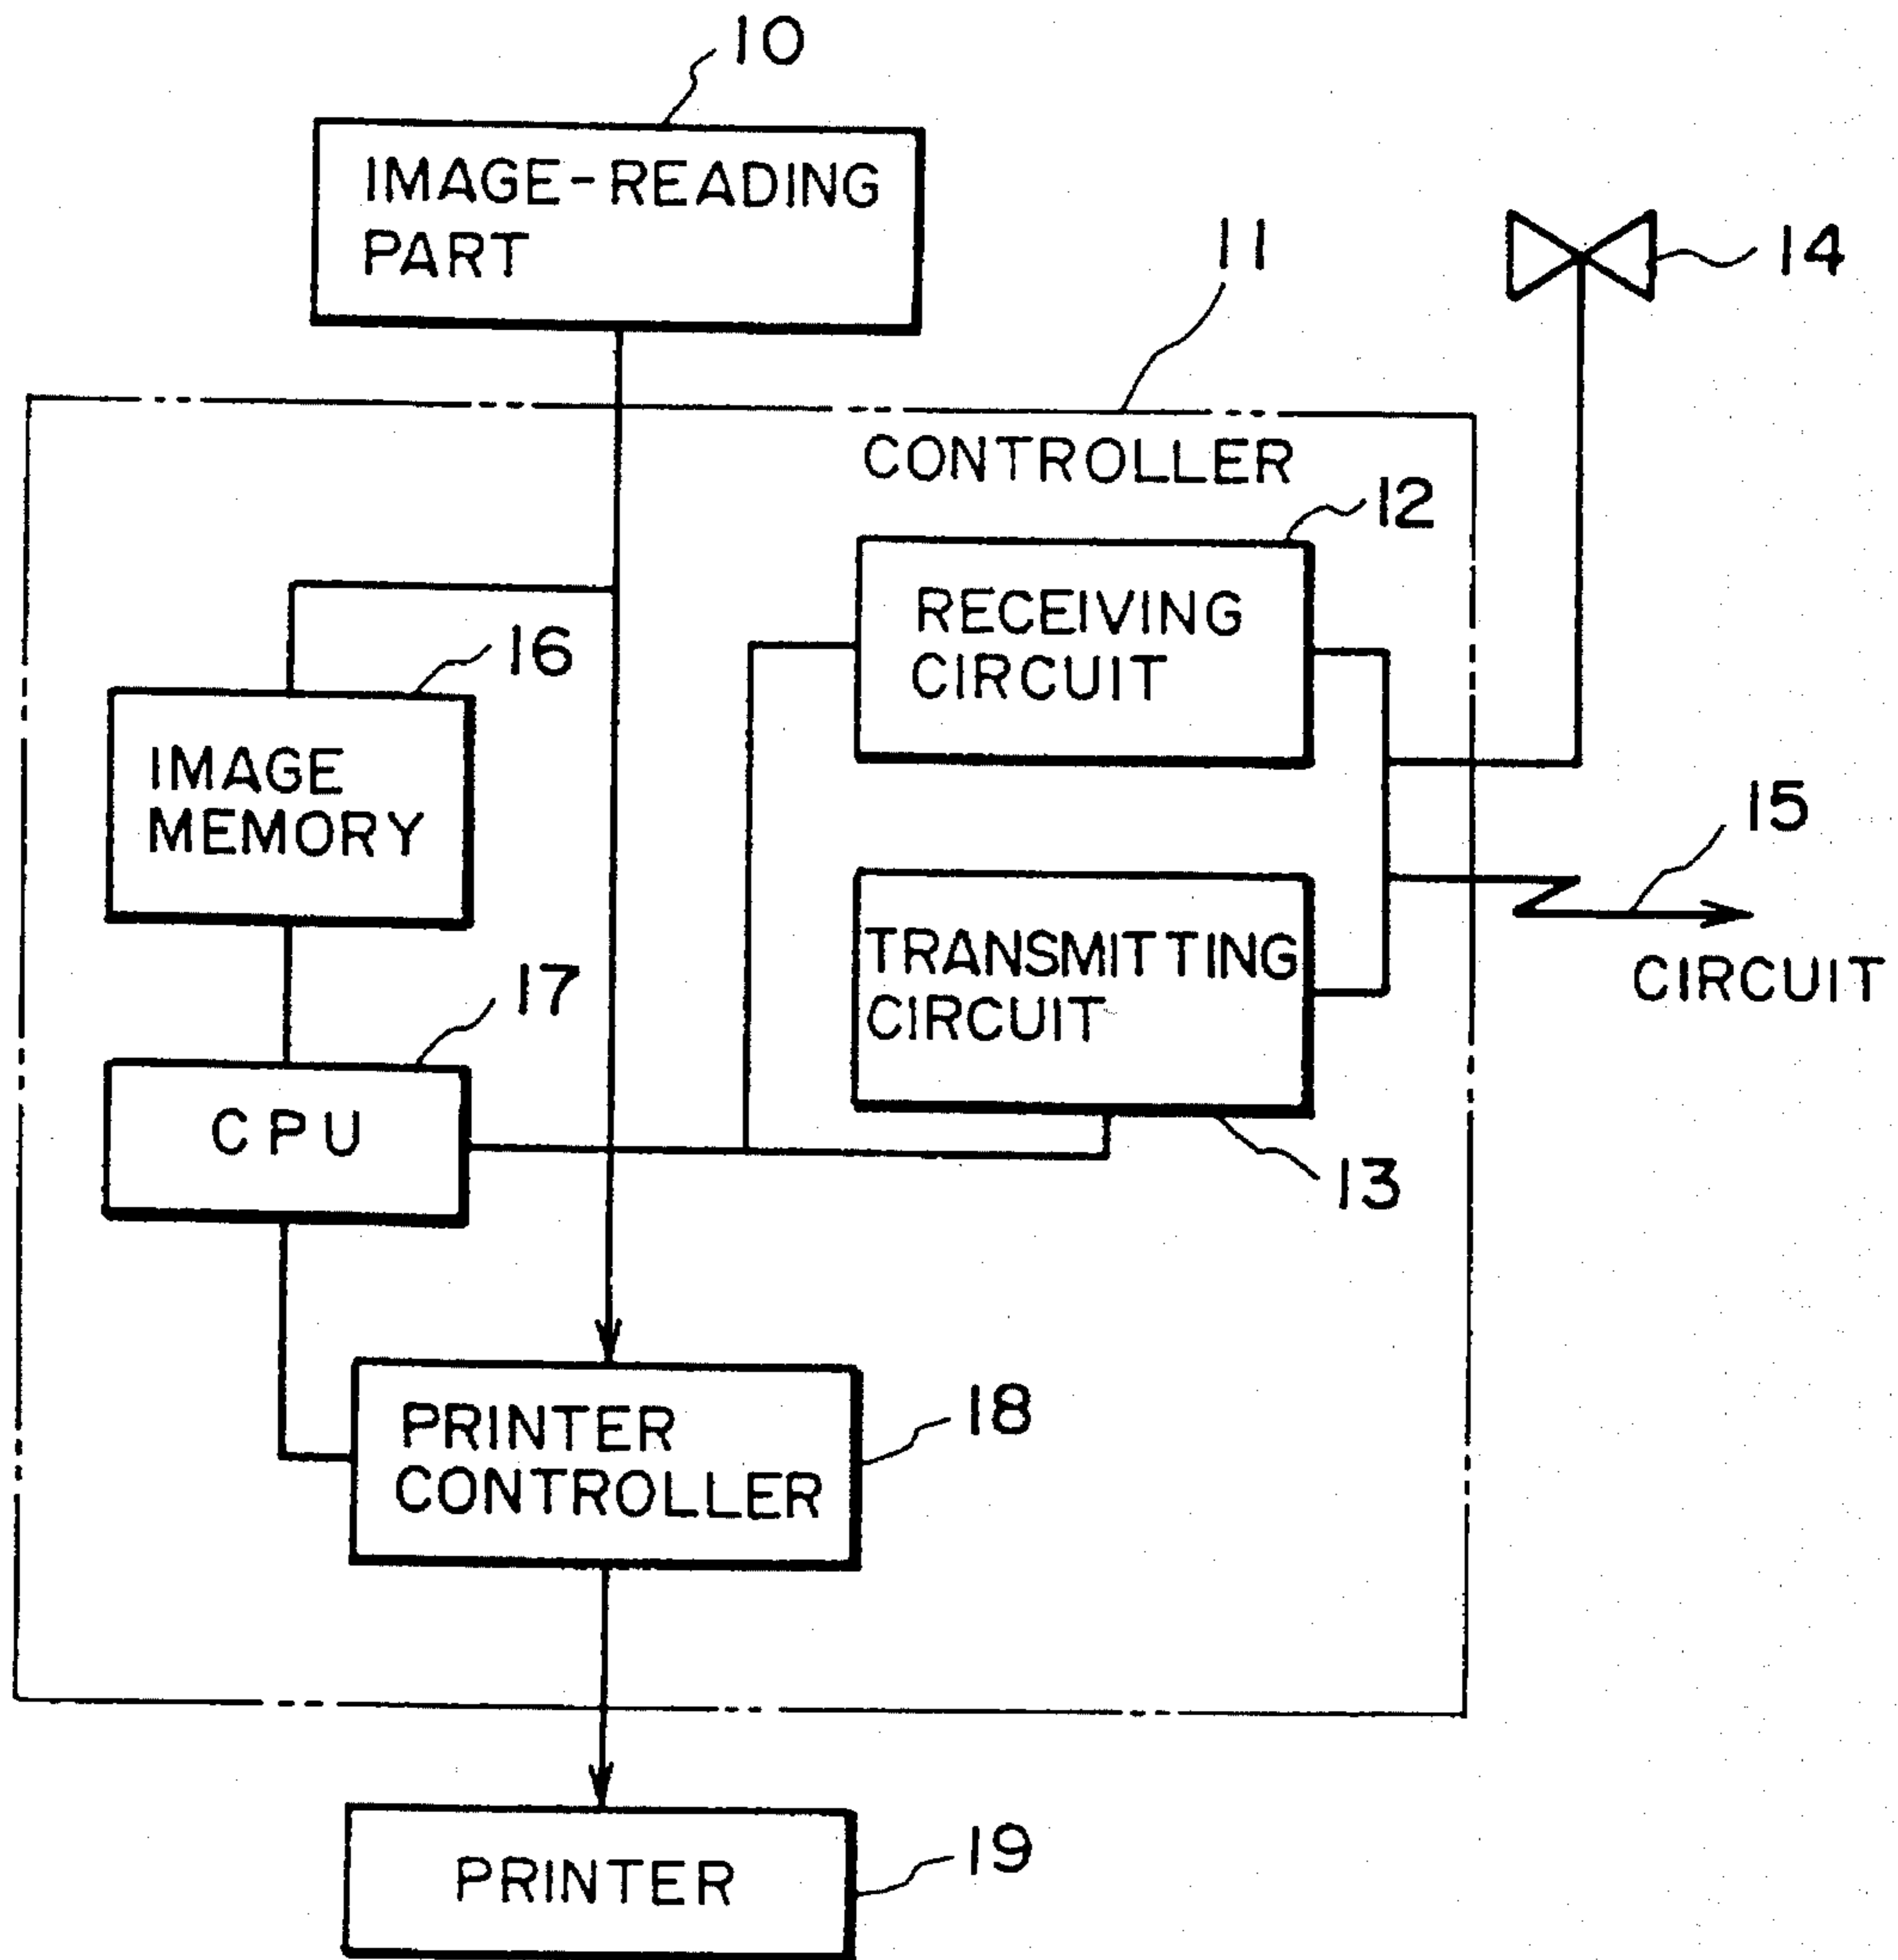 10
IMAGE-READING
PART
11
14
CONTROLLER
12
RECEIVING
CIRCUIT
16
IMAGE
MEMORY
15
CIRCUIT
TRANSMITTING
CIRCUIT
17
CPU
13
PRINTER
CONTROLLER
18
PRINTER
19